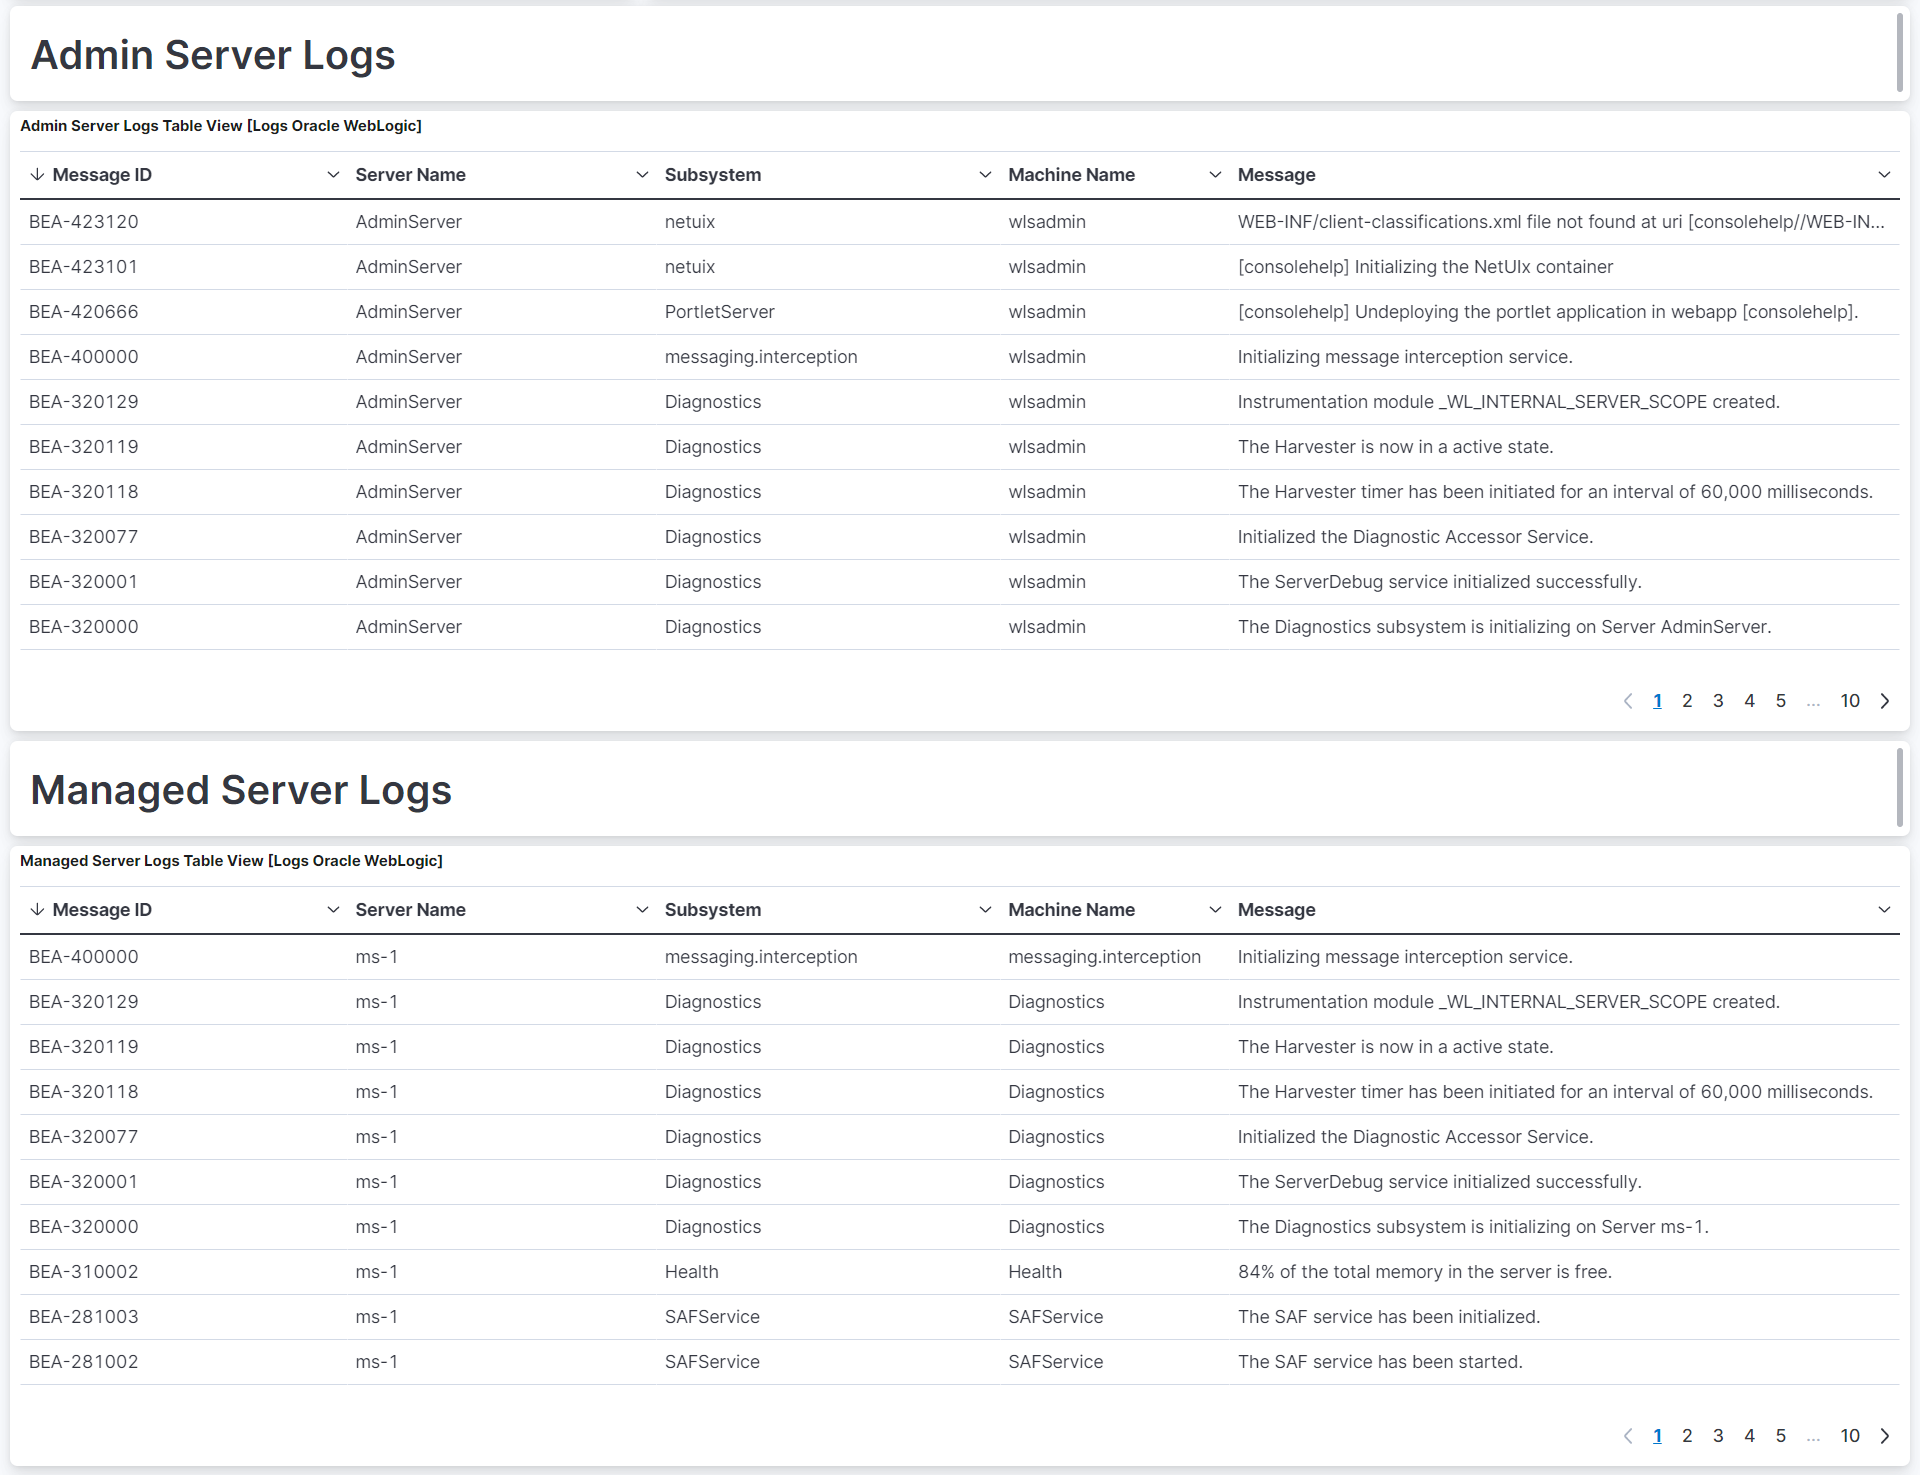 Admin Server Logs
Admin Server Logs Table View [Logs Oracle WebLogic]
Message ID Server Name Subsystem Machine Name Message
BEA-423120 AdminServer netuix wlsadmin WEB-INF/client-classifications.xml file not found at uri [consolehelp//WEB-IN...
BEA-423101 AdminServer netuix wlsadmin [consolehelp] Initializing the NetUIx container
BEA-420666 AdminServer PortletServer wlsadmin [consolehelp] Undeploying the portlet application in webapp [consolehelp].
BEA-400000 AdminServer messaging.interception wlsadmin Initializing message interception service.
BEA-320129 AdminServer Diagnostics wlsadmin Instrumentation module _WL_INTERNAL_SERVER_SCOPE created.
BEA-320119 AdminServer Diagnostics wlsadmin The Harvester is now in a active state.
BEA-320118 AdminServer Diagnostics wlsadmin The Harvester timer has been initiated for an interval of 60,000 milliseconds.
BEA-320077 AdminServer Diagnostics wlsadmin Initialized the Diagnostic Accessor Service.
BEA-320001 AdminServer Diagnostics wlsadmin The ServerDebug service initialized successfully.
BEA-320000 AdminServer Diagnostics wlsadmin The Diagnostics subsystem is initializing on Server AdminServer.
1 2 3 4 5 ... 10
Managed Server Logs
Managed Server Logs Table View [Logs Oracle WebLogic]
Message ID Server Name Subsystem Machine Name Message
BEA-400000 ms-1 messaging.interception messaging.interception Initializing message interception service.
BEA-320129 ms-1 Diagnostics Diagnostics Instrumentation module _WL_INTERNAL_SERVER_SCOPE created.
BEA-320119 ms-1 Diagnostics Diagnostics The Harvester is now in a active state.
BEA-320118 ms-1 Diagnostics Diagnostics The Harvester timer has been initiated for an interval of 60,000 milliseconds.
BEA-320077 ms-1 Diagnostics Diagnostics Initialized the Diagnostic Accessor Service.
BEA-320001 ms-1 Diagnostics Diagnostics The ServerDebug service initialized successfully.
BEA-320000 ms-1 Diagnostics Diagnostics The Diagnostics subsystem is initializing on Server ms-1.
BEA-310002 ms-1 Health Health 84% of the total memory in the server is free.
BEA-281003 ms-1 SAFService SAFService The SAF service has been initialized.
BEA-281002 ms-1 SAFService SAFService The SAF service has been started.
1 2 3 4 5 ... 10